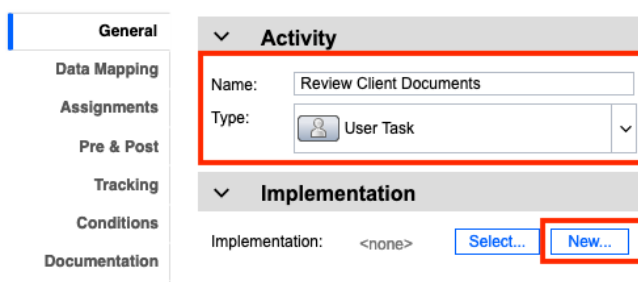 General
Data Mapping
Assignments
Pre & Post
Tracking
Conditions
Documentation
Activity
Name: Review Client Documents
Type: User Task
Implementation
Implementation: <none> Select... New...